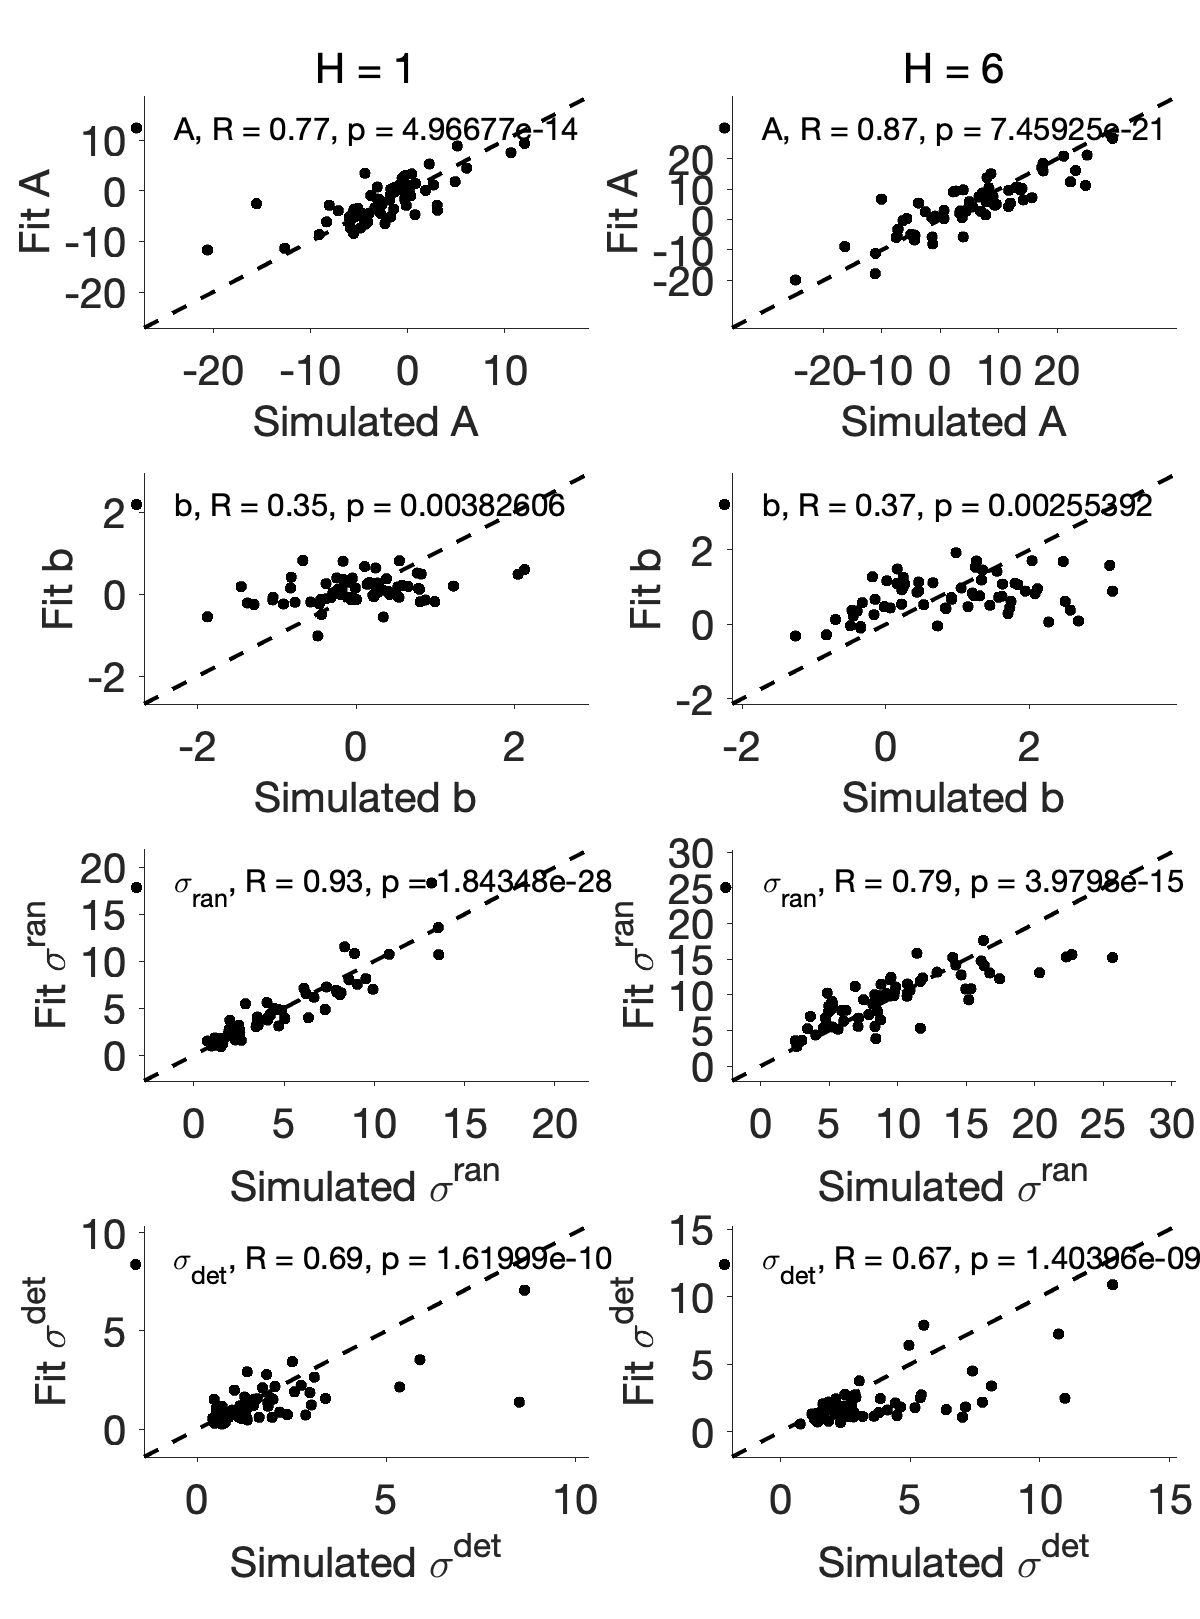 H = 1
H = 6
A, R = 0.77, p = 4.96677e-14
10
0
-10
-20
Fit A
-20 -10 0 10
Simulated A
A, R = 0.87, p = 7.45925e-21
20
10
0
-10
-20
Fit A
-20 -10 0 10 20
Simulated A
b, R = 0.35, p = 0.00382606
2
0
-2
Fit b
-2 0 2
Simulated b
b, R = 0.37, p = 0.00255392
2
0
-2
Fit b
-2 0 2
Simulated b
σran, R = 0.93, p = 1.84348e-28
20
15
10
5
0
Fit σran
0 5 10 15 20
Simulated σran
σran, R = 0.79, p = 3.9798e-15
30
25
20
15
10
5
0
Fit σran
0 5 10 15 20 25 30
Simulated σran
σdet, R = 0.69, p = 1.61999e-10
10
5
0
Fit σdet
0 5 10
Simulated σdet
σdet, R = 0.67, p = 1.40396e-09
15
10
5
0
Fit σdet
0 5 10 15
Simulated σdet